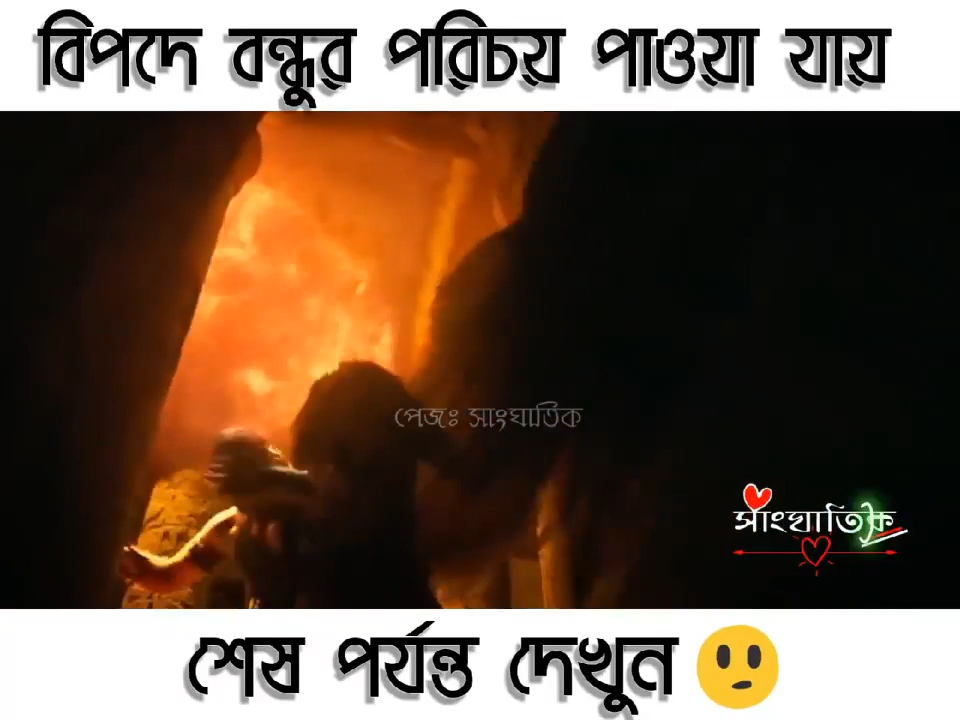 বিপদে বন্ধুর পরিচয় পাওয়া যায়
পেজঃ সাংঘাতিক
সাংঘাতিক
শেষ পর্যন্ত দেখুন